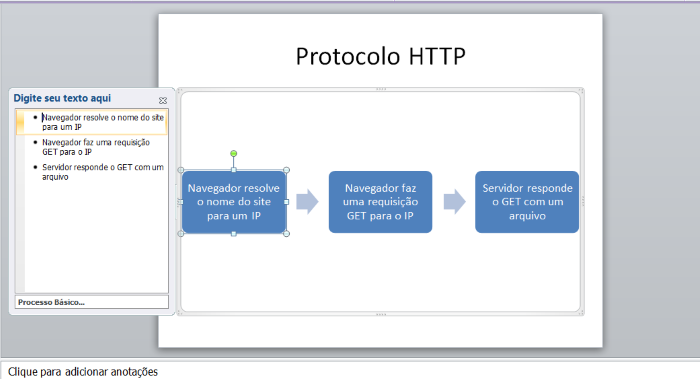 Protocolo HTTP
Digite seu texto aqui
Navegador resolve o nome do site
para um IP
Navegador faz uma requisição
GET para o IP
Servidor responde o GET com um
arquivo
Processo Básico...
Navegador resolve
o nome do site
para um IP
Navegador faz
uma requisição
GET para o IP
Servidor responde
o GET com um
arquivo
Clique para adicionar anotações